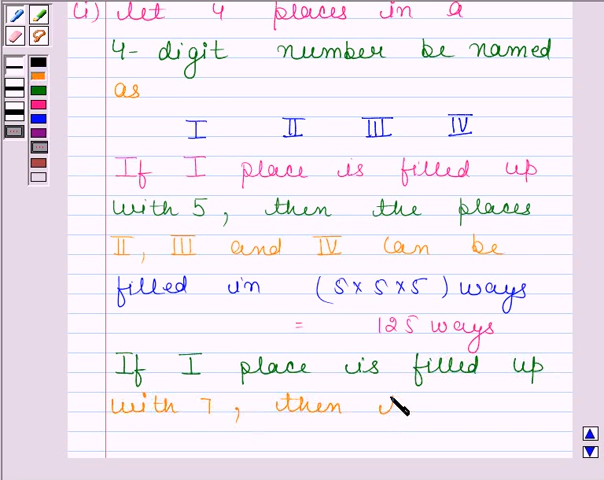 (i) let 4 places in a
4- digit number be named
as
I II III IV
If I place is filled up
with 5, then the places
II, III and IV can be
filled in (5×5×5) ways
= 125 ways
If I place is filled up
with 7, then